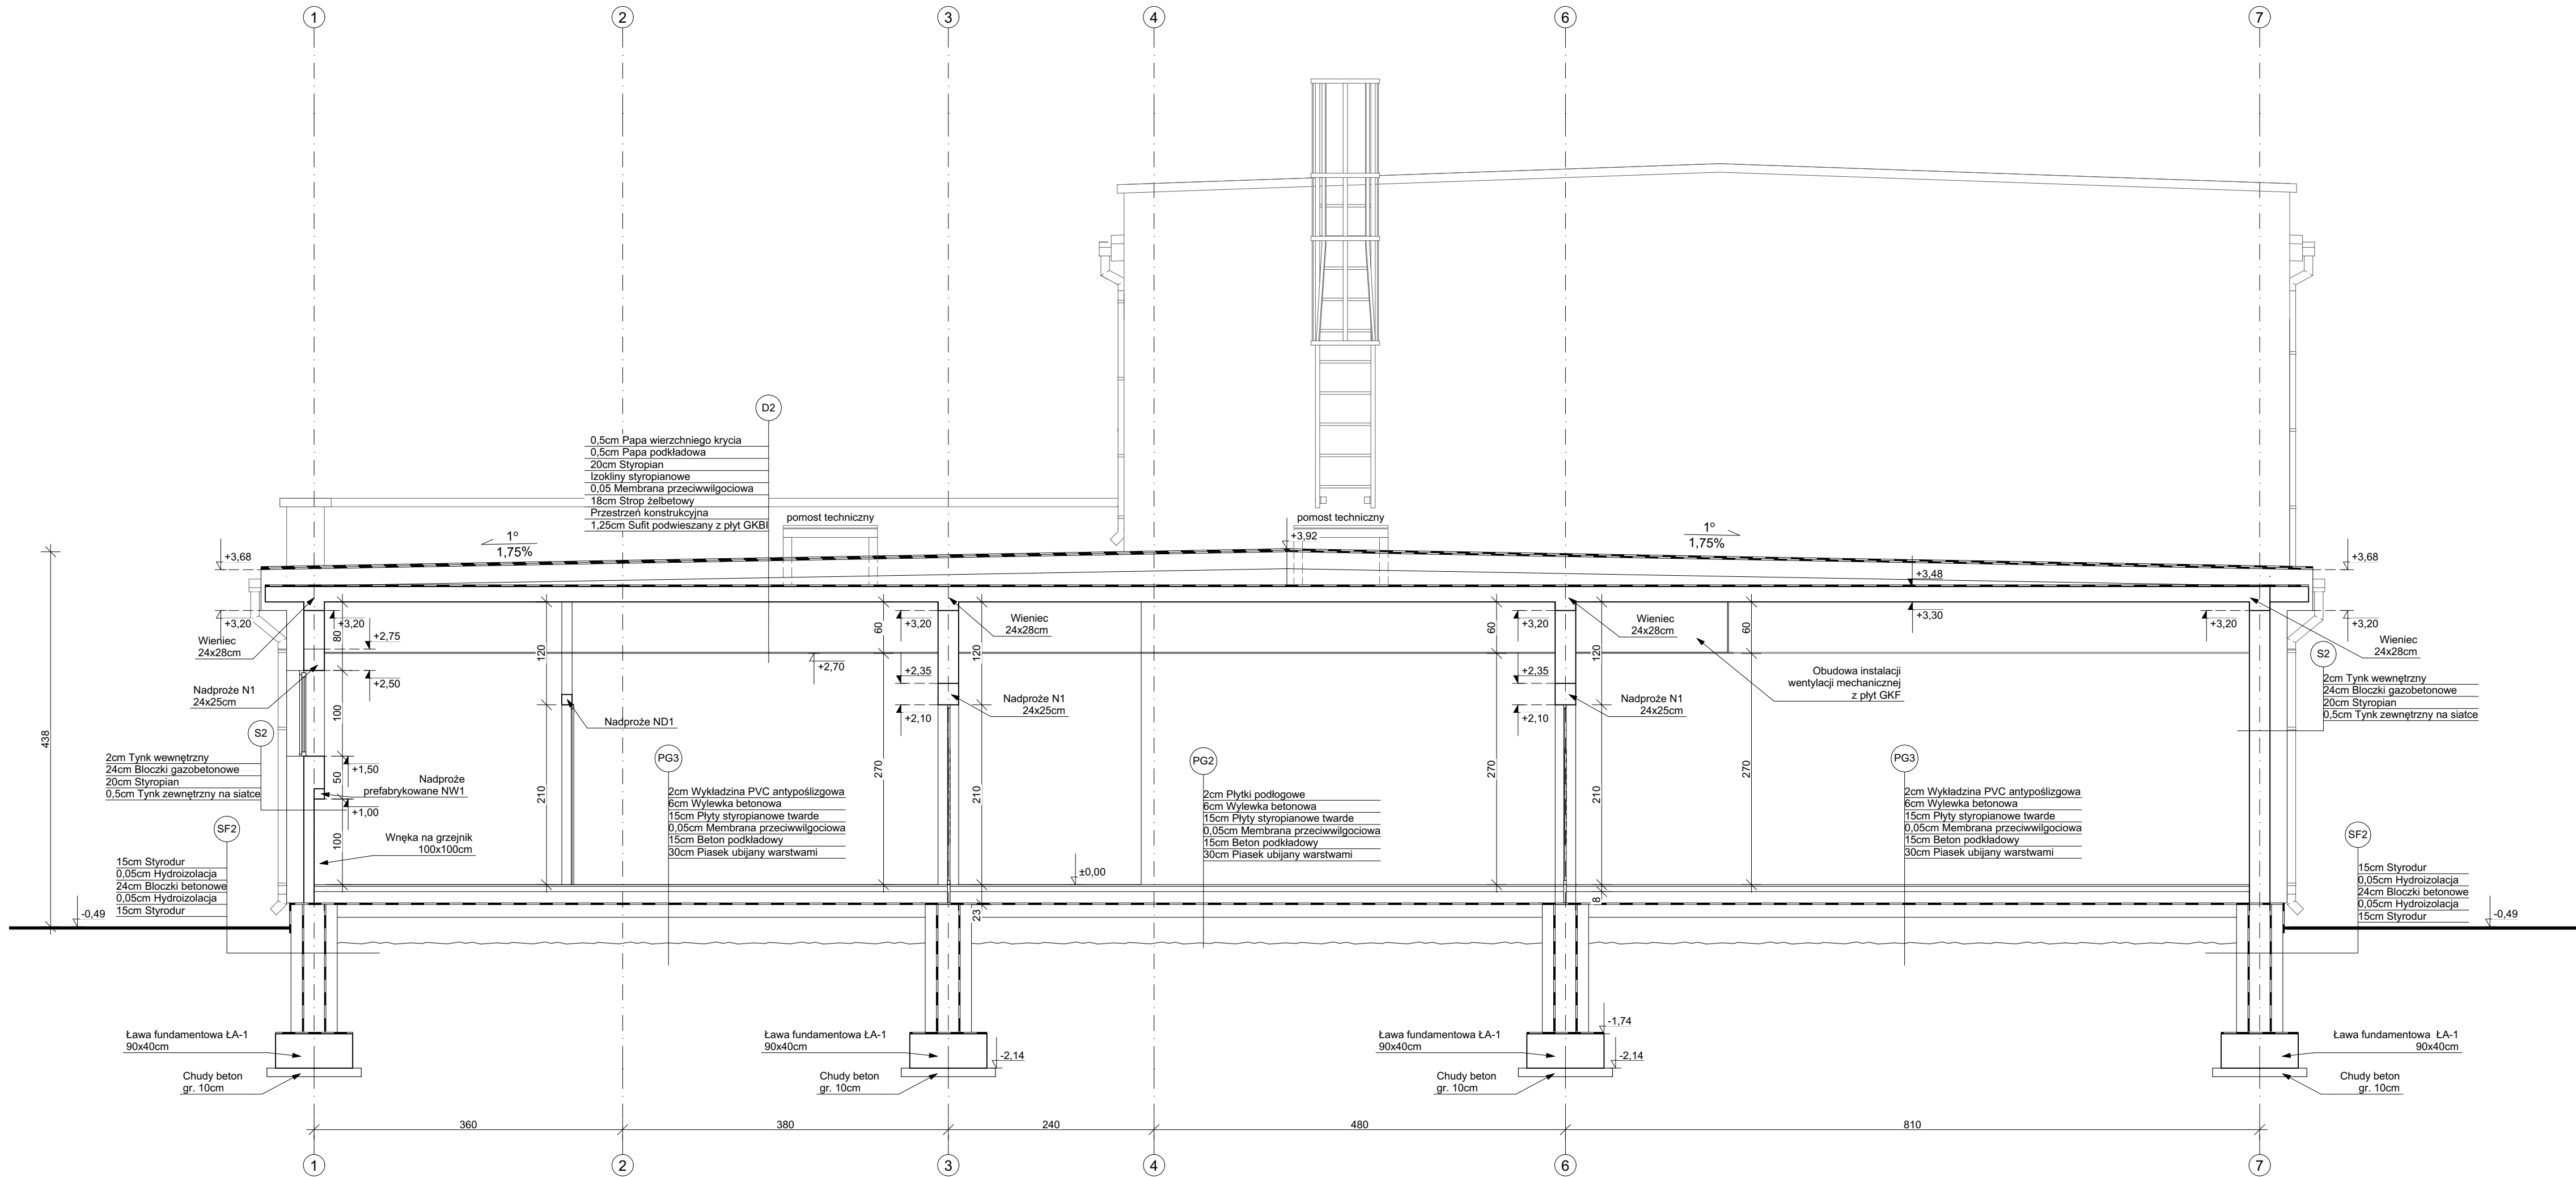 1
2
3
4
6
7
D2
0,5cm Papa wierzchniego krycia
0,5cm Papa podkładowa
20cm Styropian
Izokliny styropianowe
0,05 Membrana przeciwwilgociowa
18cm Strop żelbetowy
Przestrzeń konstrukcyjna
1,25cm Sufit podwieszany z płyt GKBI
pomost techniczny
pomost techniczny
1º
1,75%
1º
1,75%
+3,92
+3,68
+3,68
+3,48
+3,30
438
+3,20
+3,20
+3,20
+3,20
+3,20
+3,20
Wieniec
24x28cm
Wieniec
24x28cm
Wieniec
24x28cm
Wieniec
24x28cm
80
+2,75
+2,50
120
60
120
60
120
60
+2,70
+2,35
+2,35
Nadproże N1
24x25cm
Nadproże ND1
Nadproże N1
24x25cm
Nadproże N1
24x25cm
+2,10
+2,10
Obudowa instalacji
wentylacji mechanicznej
z płyt GKF
S2
2cm Tynk wewnętrzny
24cm Bloczki gazobetonowe
20cm Styropian
0,5cm Tynk zewnętrzny na siatce
S2
2cm Tynk wewnętrzny
24cm Bloczki gazobetonowe
20cm Styropian
0,5cm Tynk zewnętrzny na siatce
100
50
100
+1,50
+1,00
Nadproże
prefabrykowane NW1
Wnęka na grzejnik
100x100cm
210
270
210
270
210
270
PG3
2cm Wykładzina PVC antypoślizgowa
6cm Wylewka betonowa
15cm Płyty styropianowe twarde
0,05cm Membrana przeciwwilgociowa
15cm Beton podkładowy
30cm Piasek ubijany warstwami
PG2
2cm Płytki podłogowe
6cm Wylewka betonowa
15cm Płyty styropianowe twarde
0,05cm Membrana przeciwwilgociowa
15cm Beton podkładowy
30cm Piasek ubijany warstwami
PG3
2cm Wykładzina PVC antypoślizgowa
6cm Wylewka betonowa
15cm Płyty styropianowe twarde
0,05cm Membrana przeciwwilgociowa
15cm Beton podkładowy
30cm Piasek ubijany warstwami
SF2
15cm Styrodur
0,05cm Hydroizolacja
24cm Bloczki betonowe
0,05cm Hydroizolacja
15cm Styrodur
SF2
15cm Styrodur
0,05cm Hydroizolacja
24cm Bloczki betonowe
0,05cm Hydroizolacja
15cm Styrodur
±0,00
23
8
-0,49
-0,49
Ława fundamentowa ŁA-1
90x40cm
Chudy beton
gr. 10cm
Ława fundamentowa ŁA-1
90x40cm
Chudy beton
gr. 10cm
-2,14
Ława fundamentowa ŁA-1
90x40cm
Chudy beton
gr. 10cm
-1,74
-2,14
Ława fundamentowa ŁA-1
90x40cm
Chudy beton
gr. 10cm
360
380
240
480
810
1
2
3
4
6
7